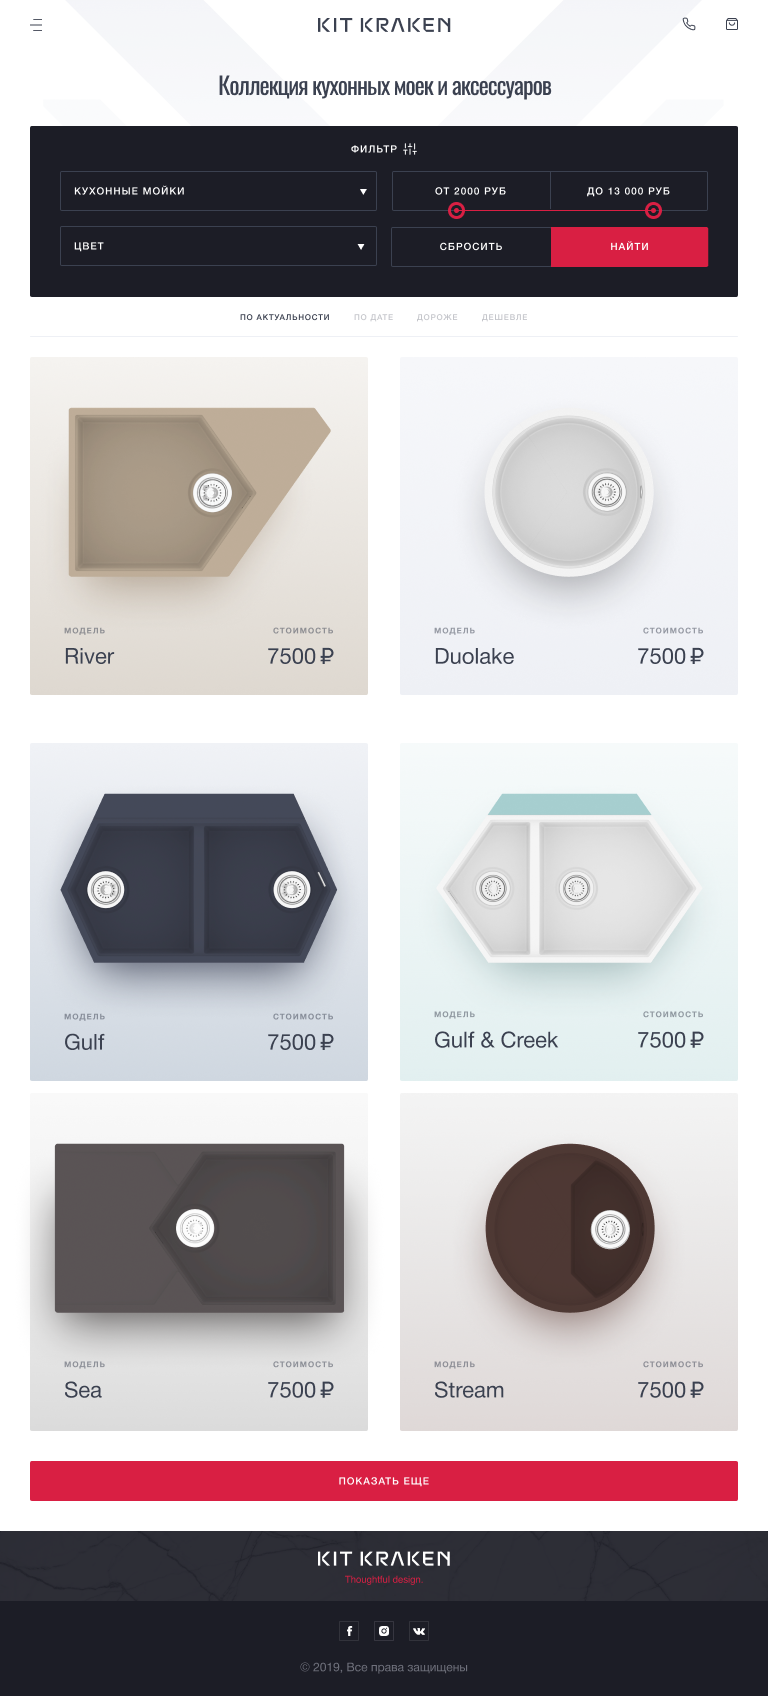 KIT KRAKEN
Коллекция кухонных моек и аксессуаров
ФИЛЬТР
КУХОННЫЕ МОЙКИ
ОТ 2000 РУБ
ДО 13 000 РУБ
ЦВЕТ
СБРОСИТЬ
НАЙТИ
ПО АКТУАЛЬНОСТИ
ПО ДАТЕ
ДОРОЖЕ
ДЕШЕВЛЕ
МОДЕЛЬ
СТОИМОСТЬ
River
7500 ₽
МОДЕЛЬ
СТОИМОСТЬ
Duolake
7500 ₽
МОДЕЛЬ
СТОИМОСТЬ
Gulf
7500 ₽
МОДЕЛЬ
СТОИМОСТЬ
Gulf & Creek
7500 ₽
МОДЕЛЬ
СТОИМОСТЬ
Sea
7500 ₽
МОДЕЛЬ
СТОИМОСТЬ
Stream
7500 ₽
ПОКАЗАТЬ ЕЩЕ
KIT KRAKEN
Thoughtful design.
© 2019, Все права защищены